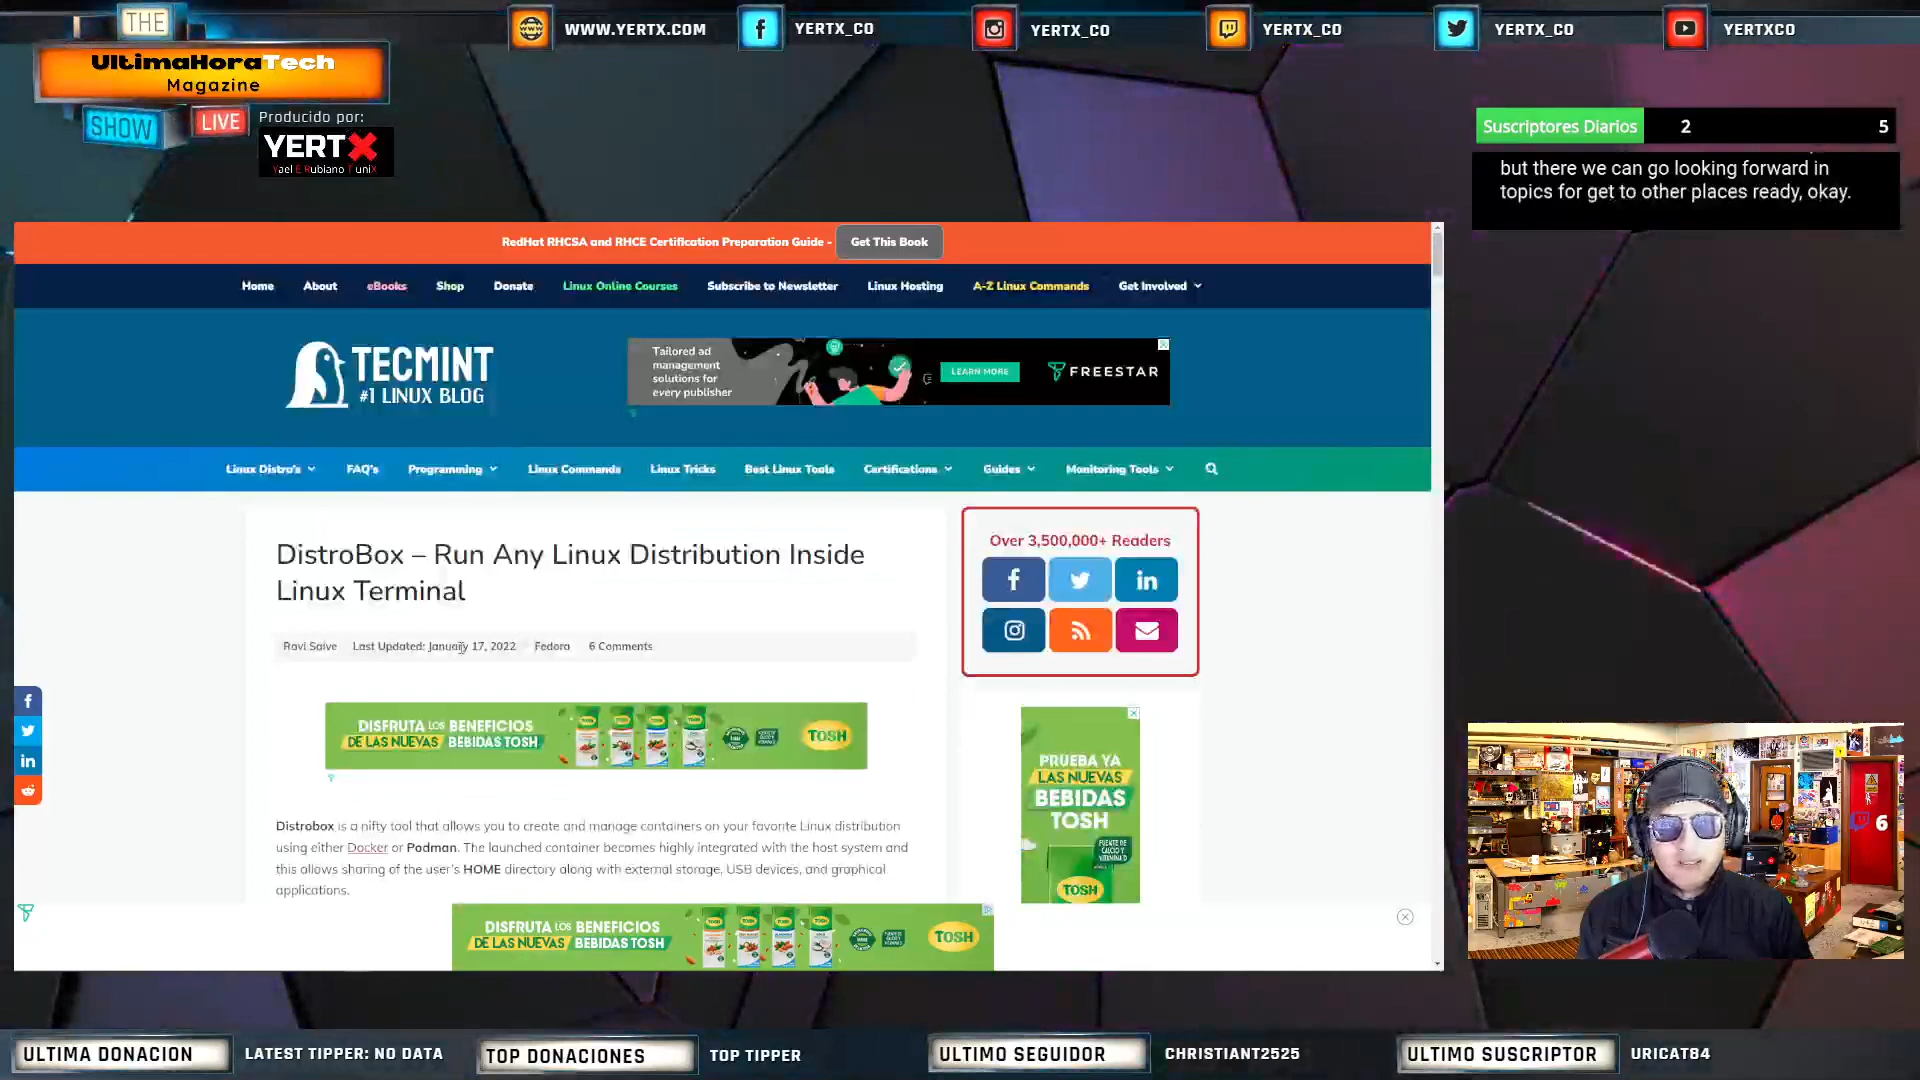 THE
UltimaHoraTech
Magazine
SHOW
LIVE
Producido por:
YERTX
Yael E Rubiano T uniX
WWW.YERTX.COM
YERTX_CO
YERTX_CO
YERTX_CO
YERTX_CO
YERTXCO
Suscriptores Diarios 2 5
but there we can go looking forward in
topics for get to other places ready, okay.
RedHat RHCSA and RHCE Certification Preparation Guide - Get This Book
Home About eBooks Shop Donate Linux Online Courses Subscribe to Newsletter Linux Hosting A-Z Linux Commands Get Involved
TECMINT
#1 LINUX BLOG
Tailored ad
management
solutions for
every publisher
LEARN MORE
FREESTAR
Linux Distro's FAQ's Programming Linux Commands Linux Tricks Best Linux Tools Certifications Guides Monitoring Tools
DistroBox – Run Any Linux Distribution Inside
Linux Terminal
Ravi Saive Last Updated: January 17, 2022 Fedora 6 Comments
Over 3,500,000+ Readers
DISFRUTA LOS BENEFICIOS
DE LAS NUEVAS BEBIDAS TOSH
TOSH
PRUEBA YA
LAS NUEVAS
BEBIDAS
TOSH
FUENTE DE
CALCIO Y
VITAMINA D
TOSH
Distrobox is a nifty tool that allows you to create and manage containers on your favorite Linux distribution
using either Docker or Podman. The launched container becomes highly integrated with the host system and
this allows sharing of the user's HOME directory along with external storage, USB devices, and graphical
applications.
DISFRUTA LOS BENEFICIOS
DE LAS NUEVAS BEBIDAS TOSH
TOSH
6
ULTIMA DONACION LATEST TIPPER: NO DATA
TOP DONACIONES TOP TIPPER
ULTIMO SEGUIDOR CHRISTIANT2525
ULTIMO SUSCRIPTOR URICAT84